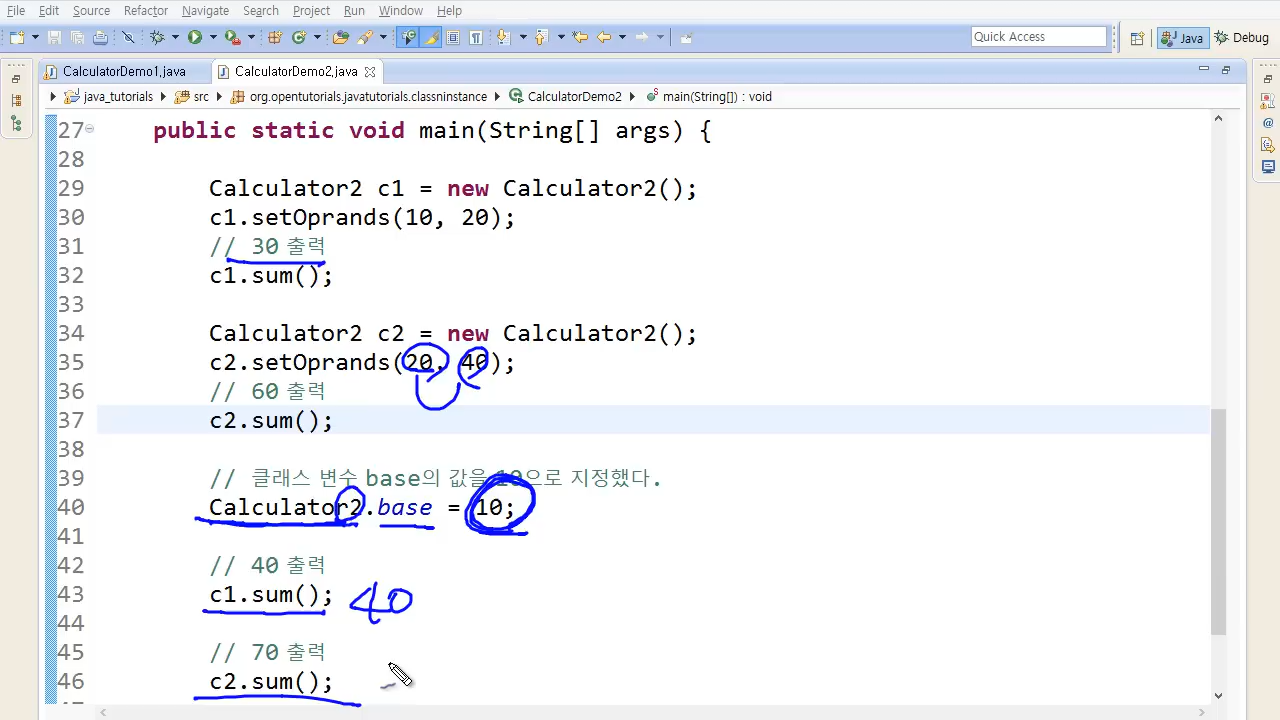 File Edit Source Refactor Navigate Search Project Run Window Help
Quick Access Java Debug
CalculatorDemo1.java CalculatorDemo2.java
java_tutorials src org.opentutorials.javatutorials.classninstance CalculatorDemo2 main(String[]) : void
27 public static void main(String[] args) {
28
29 Calculator2 c1 = new Calculator2();
30 c1.setOprands(10, 20);
31 // 30 출력
32 c1.sum();
33
34 Calculator2 c2 = new Calculator2();
35 c2.setOprands(20, 40);
36 // 60 출력
37 c2.sum();
38
39 // 클래스 변수 base의 값을 10으로 지정했다.
40 Calculator2.base = 10;
41
42 // 40 출력
43 c1.sum(); 40
44
45 // 70 출력
46 c2.sum();